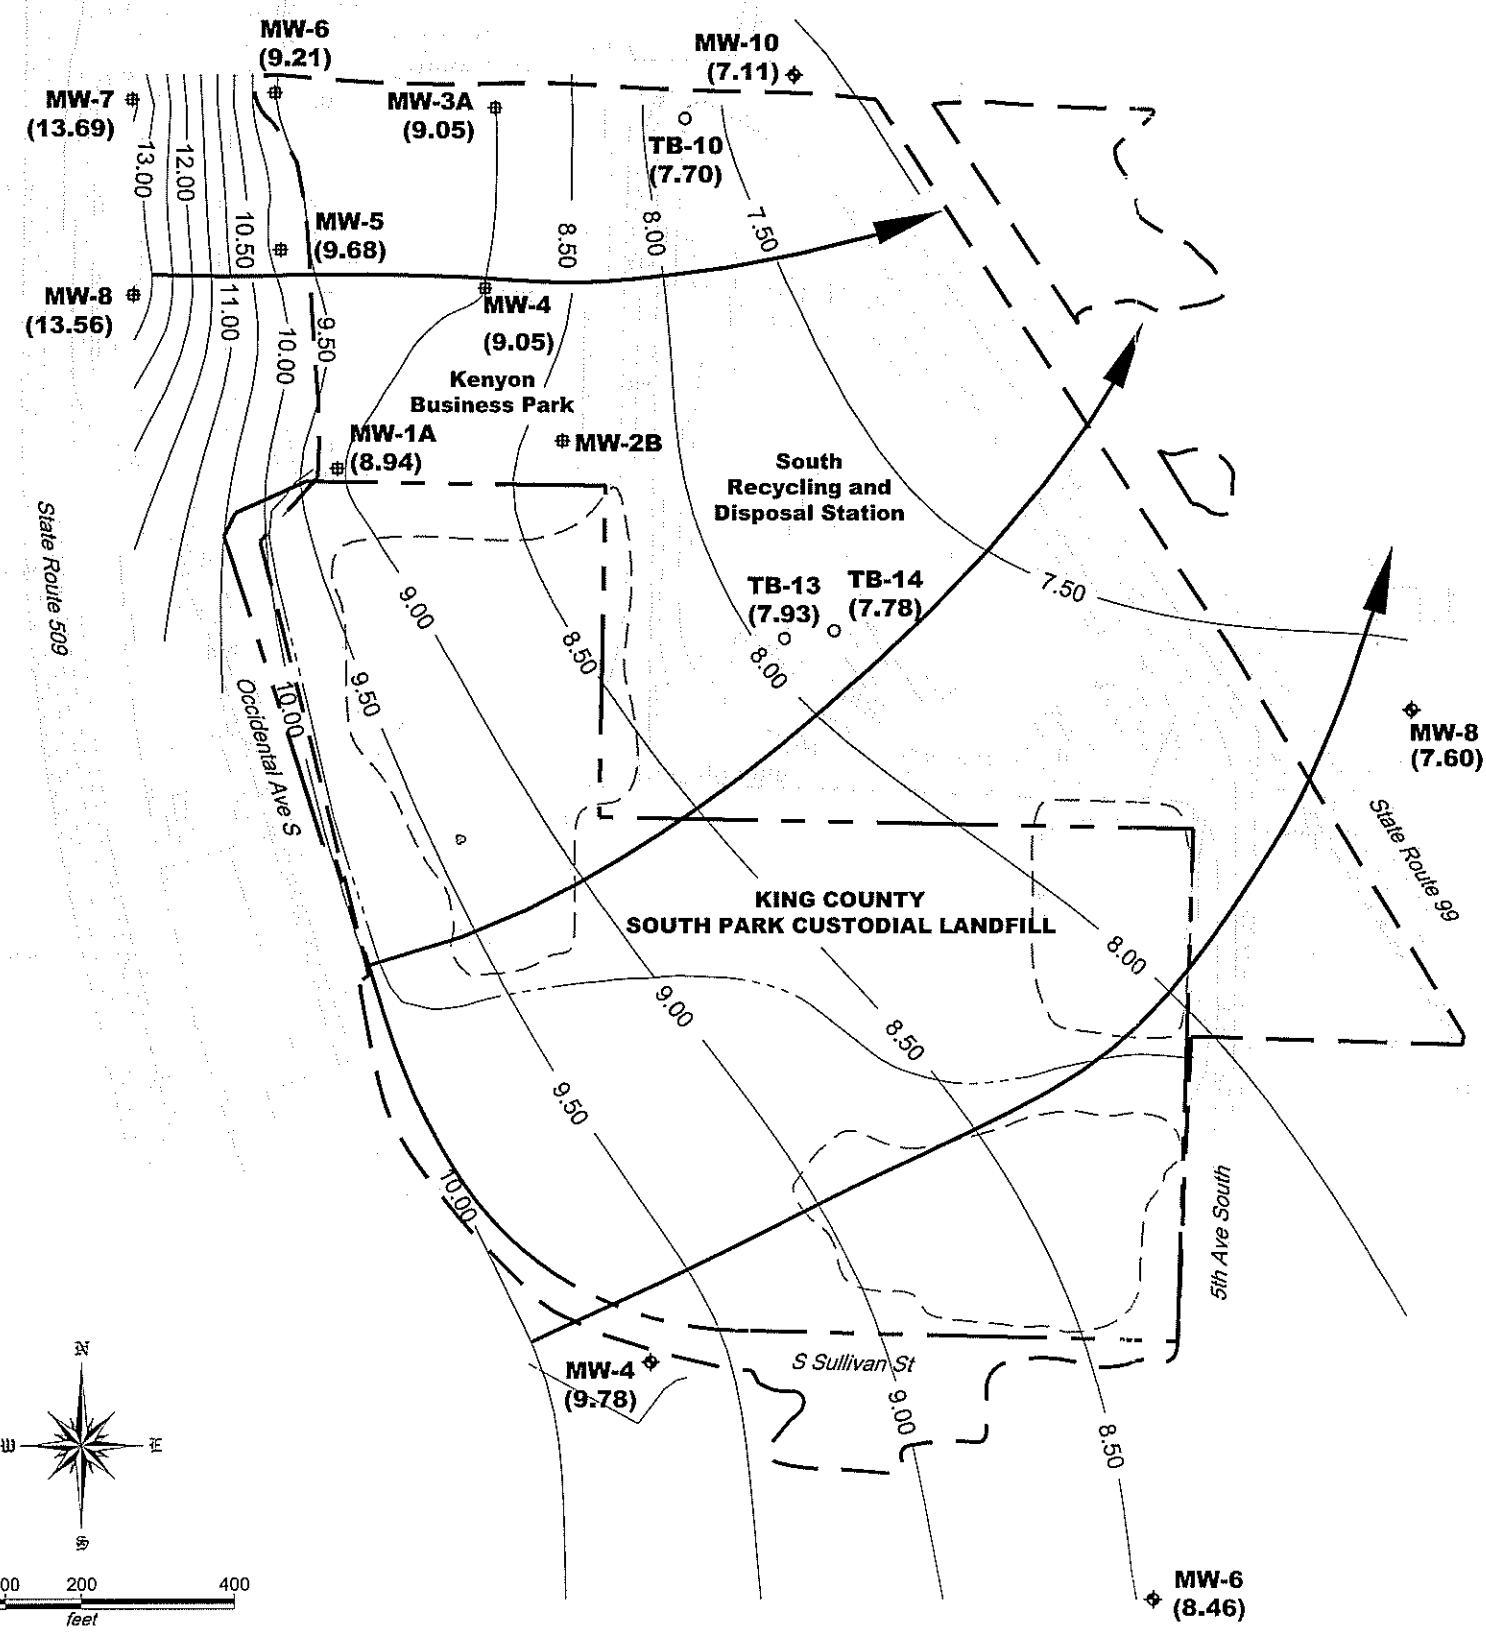 MW-6
(9.21)
MW-10
(7.11)
MW-7
(13.69)
MW-3A
(9.05)
TB-10
(7.70)
13.00
12.00
10.50
11.00
10.00
9.50
8.50
8.00
7.50
MW-5
(9.68)
MW-8
(13.56)
MW-4
(9.05)
Kenyon
Business Park
MW-1A
(8.94)
MW-2B
South
Recycling and
Disposal Station
State Route 509
TB-13
(7.93)
TB-14
(7.78)
7.50
9.00
8.50
8.00
9.50
10.00
Occidental Ave S
MW-8
(7.60)
State Route 99
KING COUNTY
SOUTH PARK CUSTODIAL LANDFILL
8.00
9.00
8.50
9.50
10.00
5th Ave South
S Sullivan St
MW-4
(9.78)
9.00
8.50
N
W
E
S
00 200 400
feet
MW-6
(8.46)